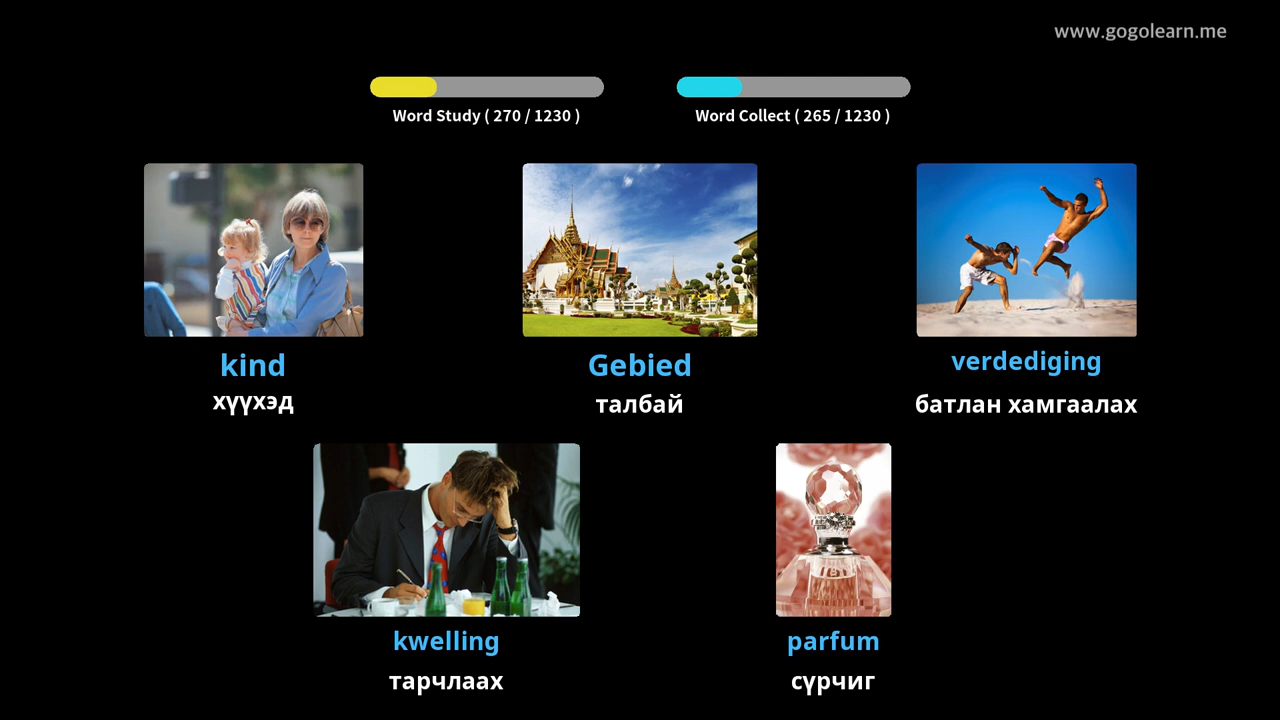 www.gogolearn.me
Word Study ( 270 / 1230 )
Word Collect ( 265 / 1230 )
kind
хүүхэд
Gebied
талбай
verdediging
батлан хамгаалах
kwelling
тарчлаах
parfum
сүрчиг